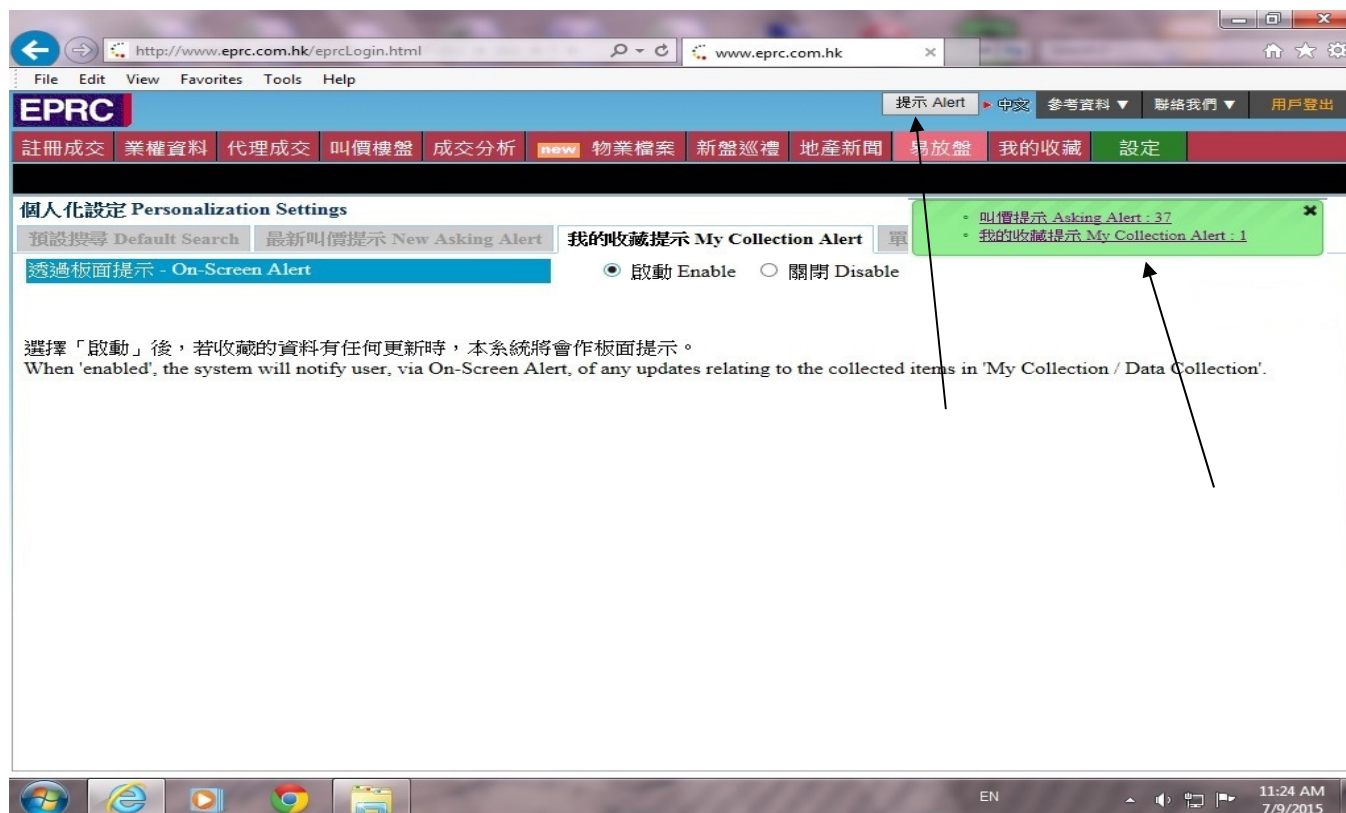 http://www.eprc.com.hk/eprcLogin.html
www.eprc.com.hk
File Edit View Favorites Tools Help
EPRC
提示 Alert 中文 參考資料 ▼ 聯絡我們 ▼ 用戶登出
註冊成交 業權資料 代理成交 叫價樓盤 成交分析 new 物業檔案 新盤巡禮 地產新聞 易放盤 我的收藏 設定
個人化設定 Personalization Settings
叫價提示 Asking Alert : 37
我的收藏提示 My Collection Alert : 1
預設搜尋 Default Search 最新叫價提示 New Asking Alert 我的收藏提示 My Collection Alert 單
透過板面提示 - On-Screen Alert 啟動 Enable 關閉 Disable
選擇「啟動」後，若收藏的資料有任何更新時，本系統將會作板面提示。
When 'enabled', the system will notify user, via On-Screen Alert, of any updates relating to the collected items in 'My Collection / Data Collection'.
EN
11:24 AM
7/9/2015